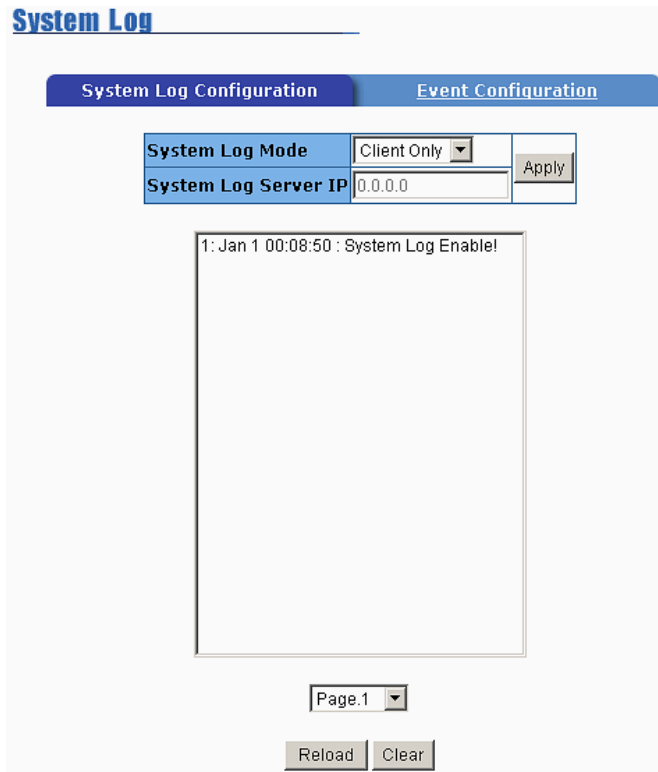 System Log
System Log Configuration Event Configuration
System Log Mode Client Only Apply
System Log Server IP 0.0.0.0
1: Jan 1 00:08:50 : System Log Enable!
Page.1
Reload Clear